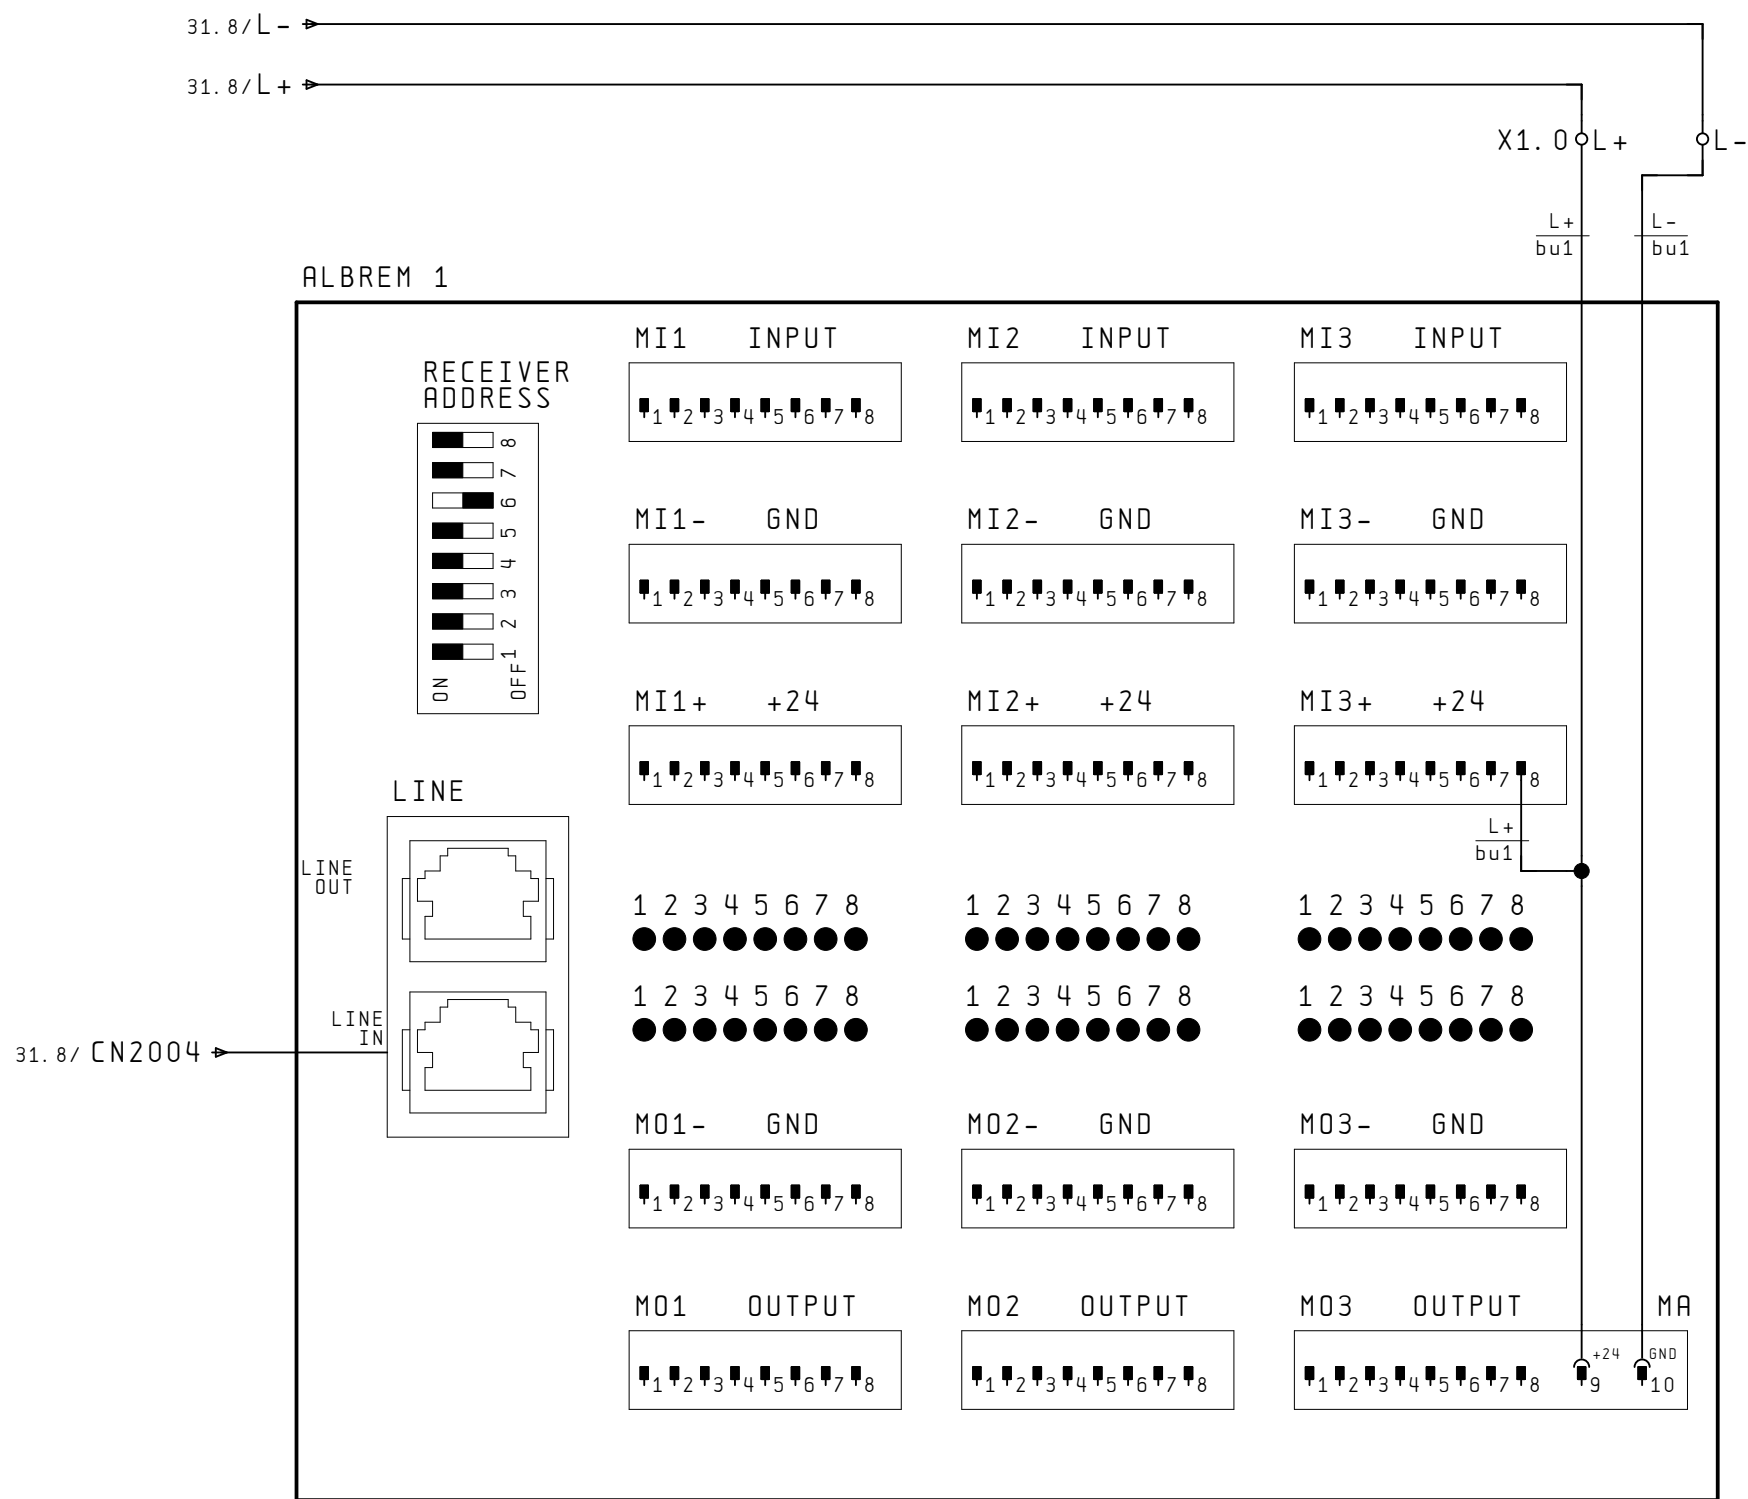 31.8/L-
31.8/L+
X1.0 L+ L-
L+ L-
bu1 bu1
ALBREM 1
MI1 INPUT MI2 INPUT MI3 INPUT
RECEIVER
ADDRESS
1 2 3 4 5 6 7 8 1 2 3 4 5 6 7 8 1 2 3 4 5 6 7 8
8
7
6
5
4
3
2
1
ON OFF
MI1- GND MI2- GND MI3- GND
1 2 3 4 5 6 7 8 1 2 3 4 5 6 7 8 1 2 3 4 5 6 7 8
MI1+ +24 MI2+ +24 MI3+ +24
1 2 3 4 5 6 7 8 1 2 3 4 5 6 7 8 1 2 3 4 5 6 7 8
LINE
L+
bu1
LINE
OUT
1 2 3 4 5 6 7 8 1 2 3 4 5 6 7 8 1 2 3 4 5 6 7 8
1 2 3 4 5 6 7 8 1 2 3 4 5 6 7 8 1 2 3 4 5 6 7 8
LINE
IN
31.8/ CN2004
MO1- GND MO2- GND MO3- GND
1 2 3 4 5 6 7 8 1 2 3 4 5 6 7 8 1 2 3 4 5 6 7 8
MO1 OUTPUT MO2 OUTPUT MO3 OUTPUT MA
+24 GND
1 2 3 4 5 6 7 8 1 2 3 4 5 6 7 8 1 2 3 4 5 6 7 8 9 10